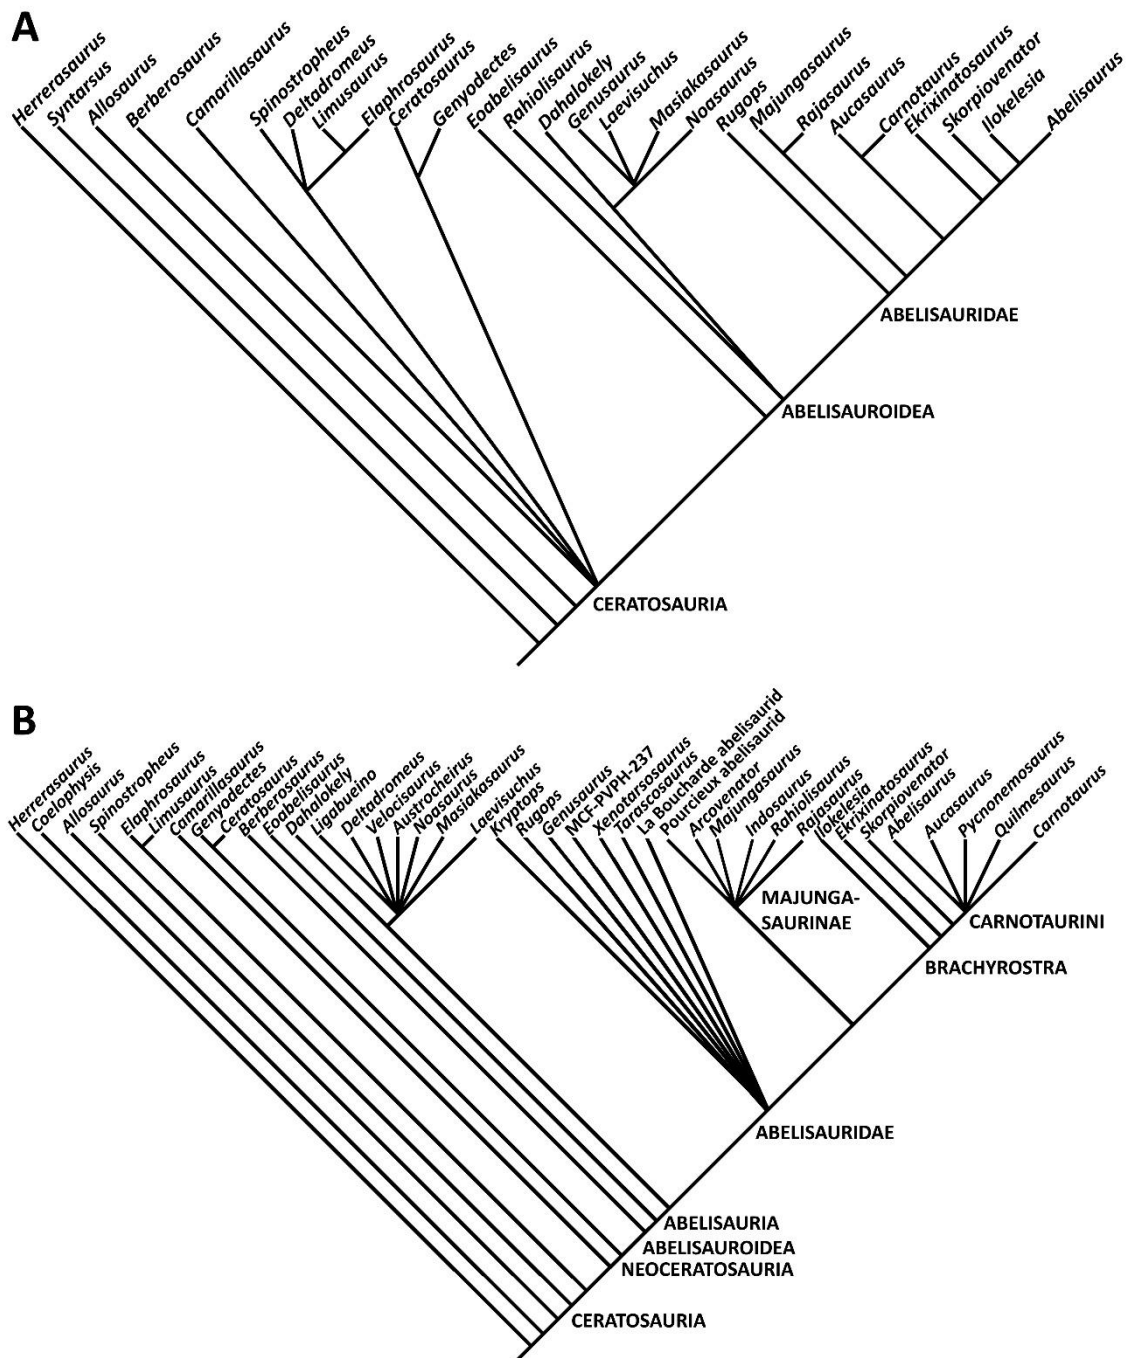 A
Herrerasaurus
Syntarsus
Allosaurus
Berberosaurus
Camarillasaurus
Spinostropheus
Deltadromeus
Limusaurus
Elaphrosaurus
Ceratosaurus
Genyodectes
Eoabelisaurus
Rahiolisaurus
Dahalokely
Genusaurus
Laevisuchus
Masiakasaurus
Noasaurus
Rugops
Majungasaurus
Rajasaurus
Aucasaurus
Carnotaurus
Ekrixinatosaurus
Skorpiovenator
Ilokelesia
Abelisaurus
ABELISAURIDAE
ABELISAUROIDEA
CERATOSAURIA
B
Herrerasaurus
Coelophysis
Allosaurus
Spinostropheus
Elaphrosaurus
Limusaurus
Camarillasaurus
Genyodectes
Ceratosaurus
Berberosaurus
Eoabelisaurus
Dahalokely
Ligabueino
Deltadromeus
Velocisaurus
Austrocheirus
Noasaurus
Masiakasaurus
Laevisuchus
Kryptops
Rugops
Genusaurus
MCF-PVPH-237
Xenotarsosaurus
Tarascosaurus
La Boucharde abelisaurid
Pourcieux abelisaurid
Arcovenator
Majungasaurus
Indosaurus
Rahiolisaurus
Rajasaurus
Ilokelesia
Ekrixinatosaurus
Skorpiovenator
Abelisaurus
Aucasaurus
Pycnonemosaurus
Quilmesaurus
Carnotaurus
MAJUNGA-
SAURINAE
CARNOTAURINI
BRACHYROSTRA
ABELISAURIDAE
ABELISAURIA
ABELISAUROIDEA
NEOCERATOSAURIA
CERATOSAURIA